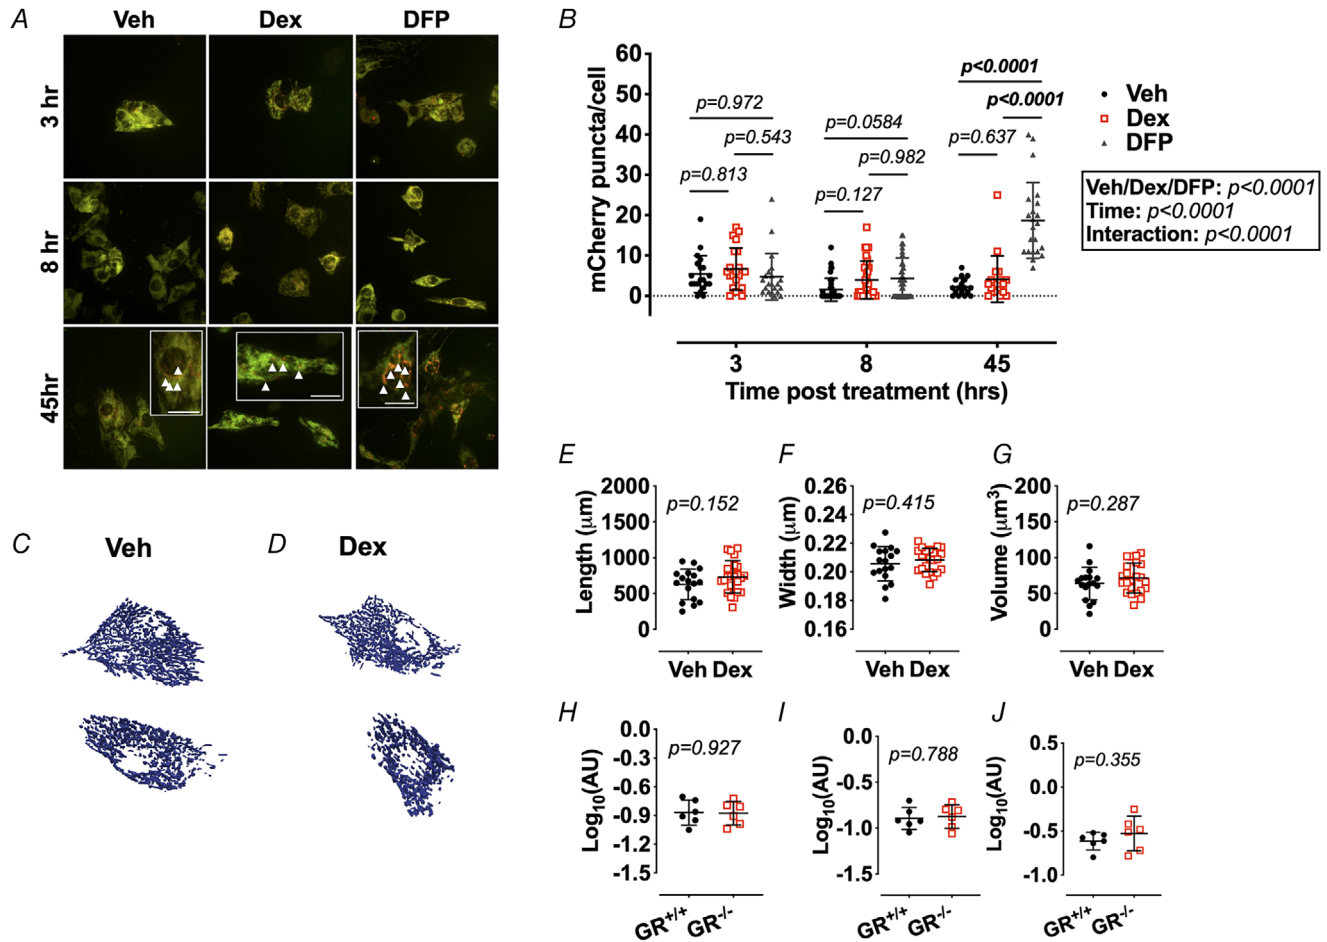 A
Veh
Dex
DFP
3 hr
8 hr
45hr
B
mCherry puncta/cell
60
50
40
30
20
10
0
p=0.972
p=0.543
p=0.813
p=0.0584
p=0.982
p=0.127
p<0.0001
p<0.0001
p=0.637
3
8
45
Time post treatment (hrs)
Veh
Dex
DFP
Veh/Dex/DFP: p<0.0001
Time: p<0.0001
Interaction: p<0.0001
C
Veh
D
Dex
E
Length (μm)
2000
1500
1000
500
0
p=0.152
Veh Dex
F
Width (μm)
0.26
0.24
0.22
0.20
0.18
0.16
p=0.415
Veh Dex
G
Volume (μm³)
200
150
100
50
0
p=0.287
Veh Dex
H
Log₁₀(AU)
0.0
-0.3
-0.6
-0.9
-1.2
-1.5
p=0.927
GR⁺/⁺ GR⁻/⁻
I
Log₁₀(AU)
0.0
-0.5
-1.0
-1.5
p=0.788
GR⁺/⁺ GR⁻/⁻
J
Log₁₀(AU)
0.5
0.0
-0.5
-1.0
p=0.355
GR⁺/⁺ GR⁻/⁻